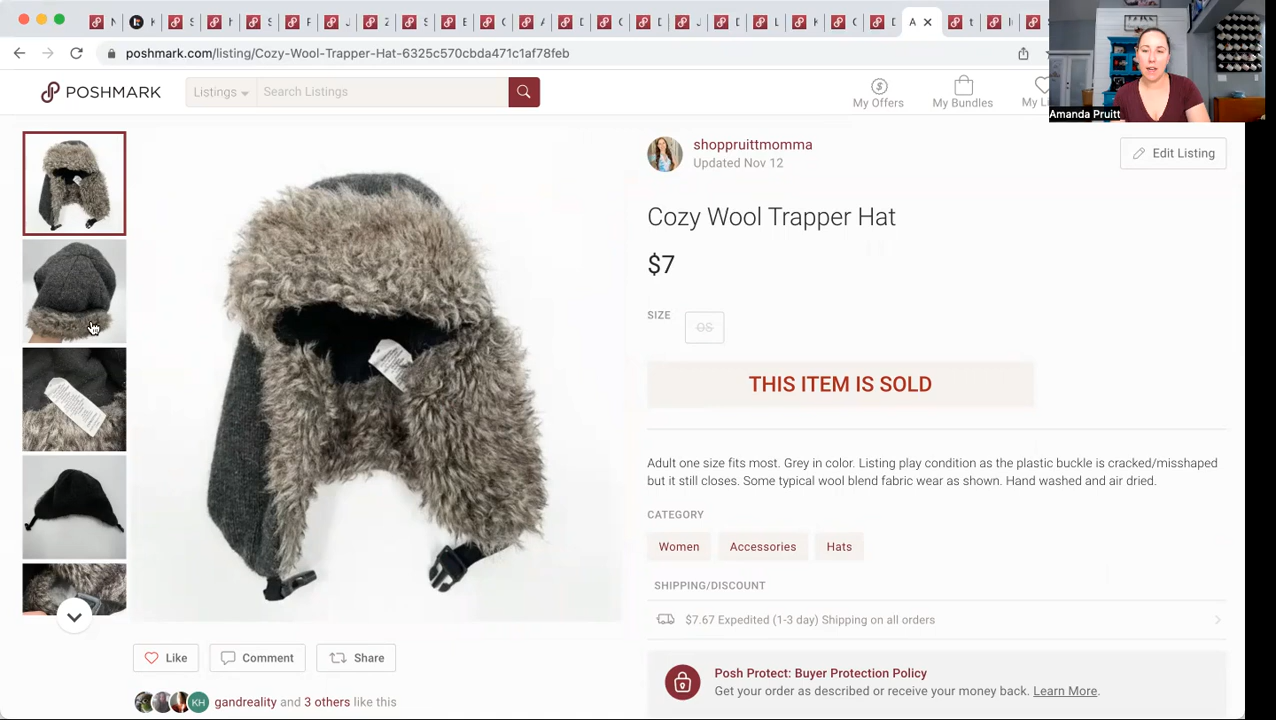 poshmark.com/listing/Cozy-Wool-Trapper-Hat-6322c570cbda471c1af78feb
POSHMARK
Listings
Search Listings
My Offers
My Bundles
My Li
Amanda Pruitt
shoppruittmomma
Updated Nov 12
Edit Listing
Cozy Wool Trapper Hat
$7
SIZE
OS
THIS ITEM IS SOLD
Adult one size fits most. Grey in color. Listing play condition as the plastic buckle is cracked/misshaped
but it still closes. Some typical wool blend fabric wear as shown. Hand washed and air dried.
CATEGORY
Women
Accessories
Hats
SHIPPING/DISCOUNT
$7.67 Expedited (1-3 day) Shipping on all orders
Posh Protect: Buyer Protection Policy
Get your order as described or receive your money back. Learn More.
Like
Comment
Share
KH
gandreality and 3 others like this